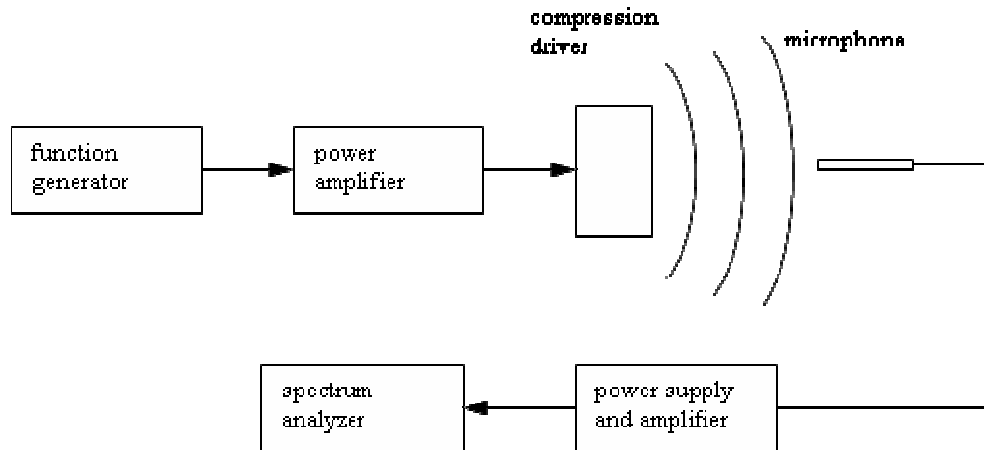 compression
driver
microphone
function
generator
power
amplifier
spectrum
analyzer
power supply
and amplifier